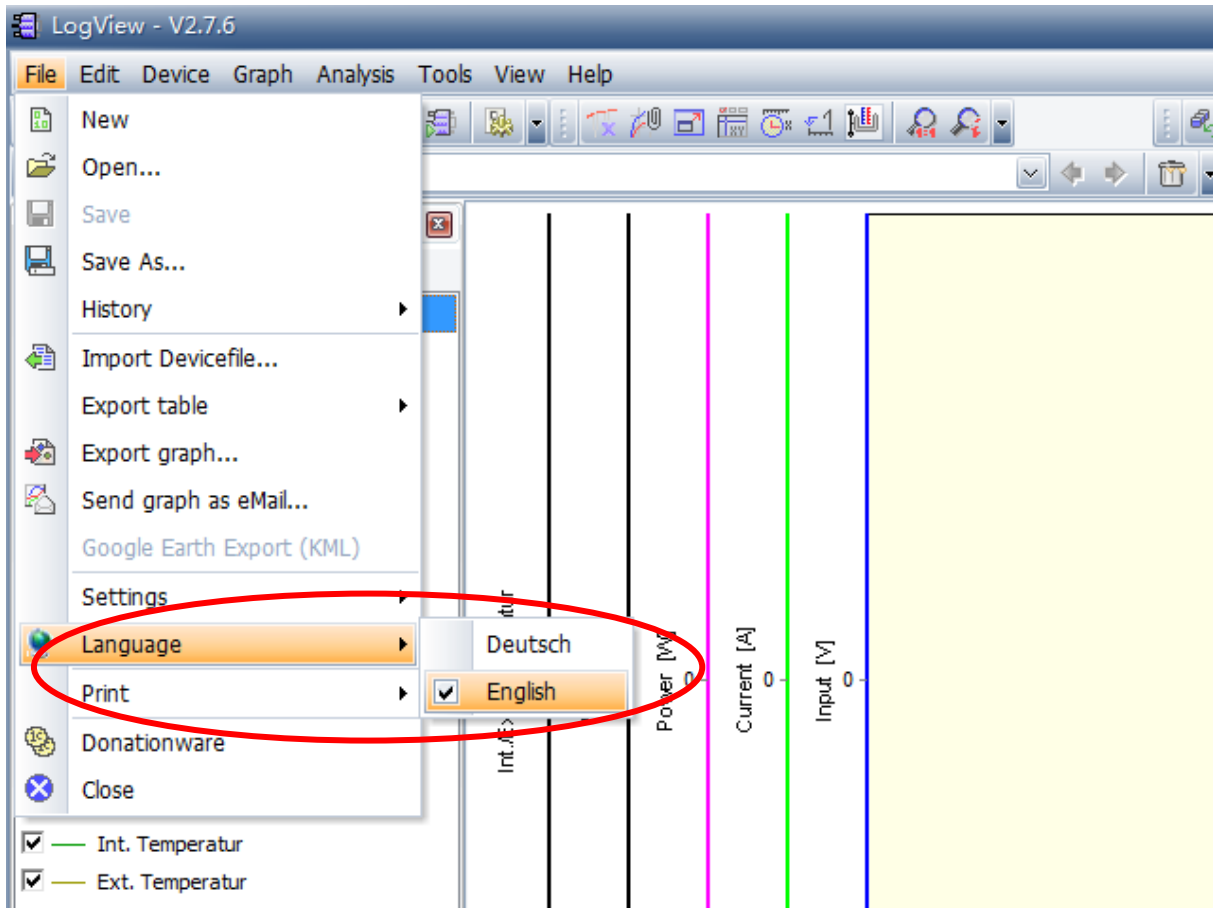 LogView - V2.7.6
File Edit Device Graph Analysis Tools View Help
New
Open...
Save
Save As...
History
Import Devicefile...
Export table
Export graph...
Send graph as eMail...
Google Earth Export (KML)
Settings
Language
Deutsch
Print
English
Donationware
Close
Int. Temperatur
Ext. Temperatur
Power [W]
0
Current [A]
0
Input [V]
0